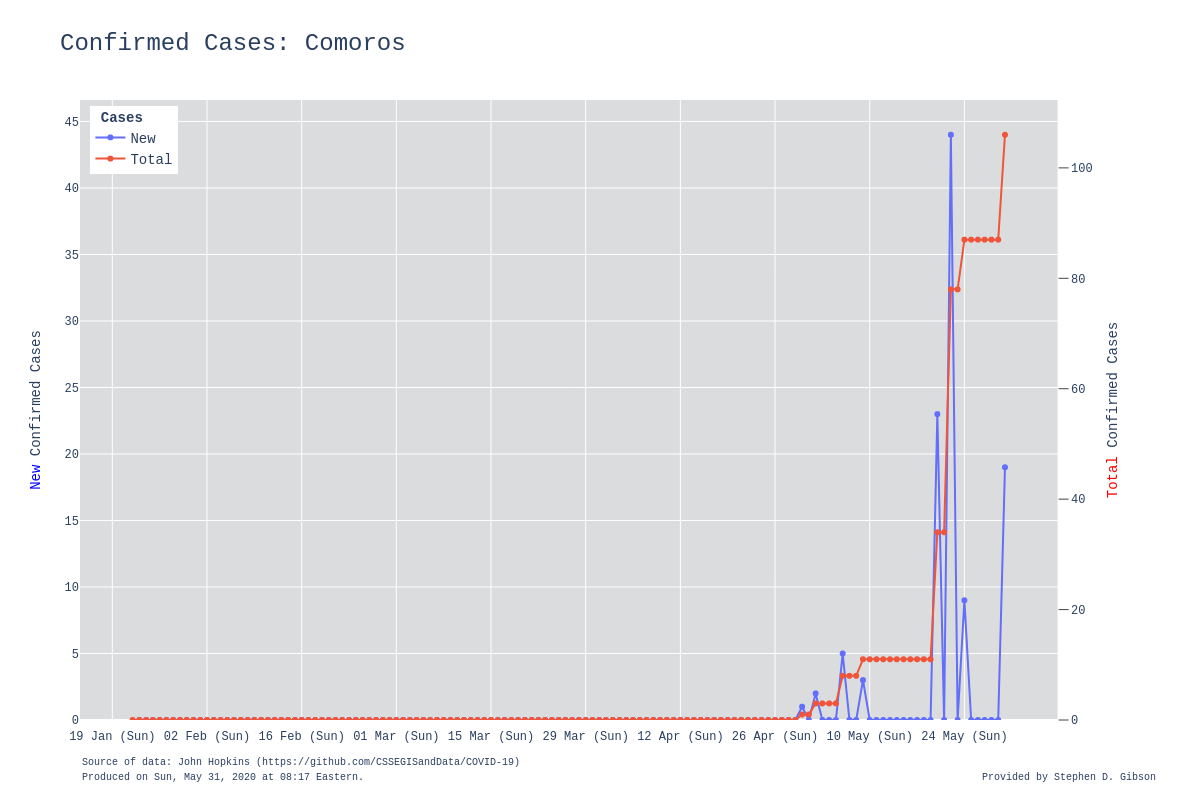 Confirmed Cases: Comoros
Cases
New
Total
45
40
35
30
25
20
15
10
5
0
100
80
60
40
20
0
New Confirmed Cases
Total Confirmed Cases
19 Jan (Sun) 02 Feb (Sun) 16 Feb (Sun) 01 Mar (Sun) 15 Mar (Sun) 29 Mar (Sun) 12 Apr (Sun) 26 Apr (Sun) 10 May (Sun) 24 May (Sun)
Source of data: John Hopkins (https://github.com/CSSEGISandData/COVID-19)
Produced on Sun, May 31, 2020 at 08:17 Eastern.
Provided by Stephen D. Gibson